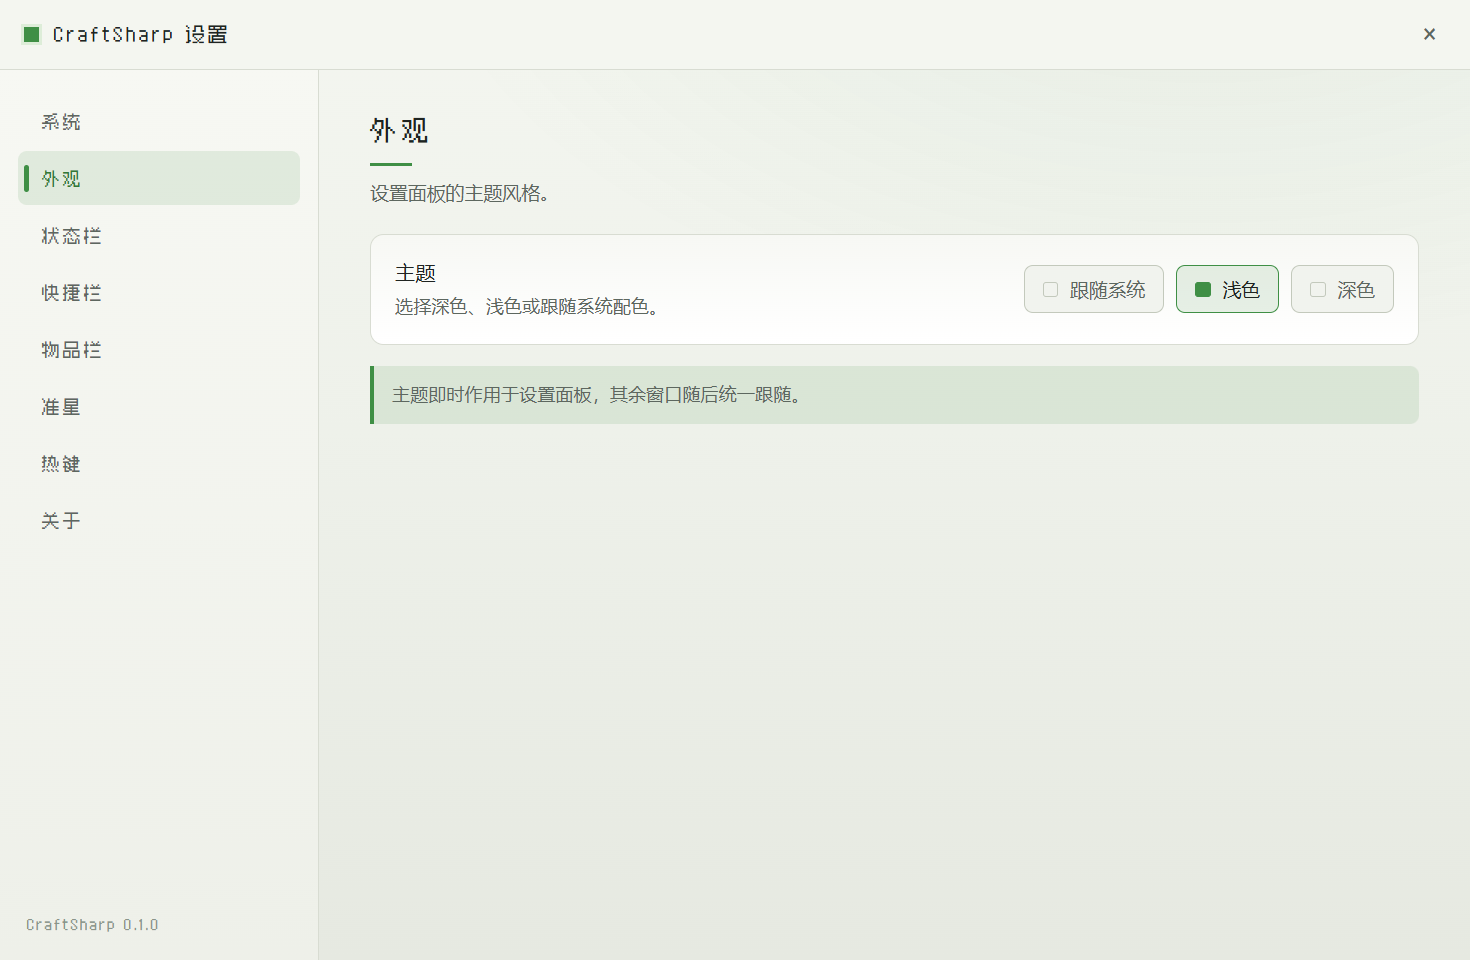 CraftSharp 设置
×
系统
外观
状态栏
快捷栏
物品栏
准星
热键
关于
CraftSharp 0.1.0
外观
设置面板的主题风格。
主题
选择深色、浅色或跟随系统配色。
跟随系统
浅色
深色
主题即时作用于设置面板，其余窗口随后统一跟随。